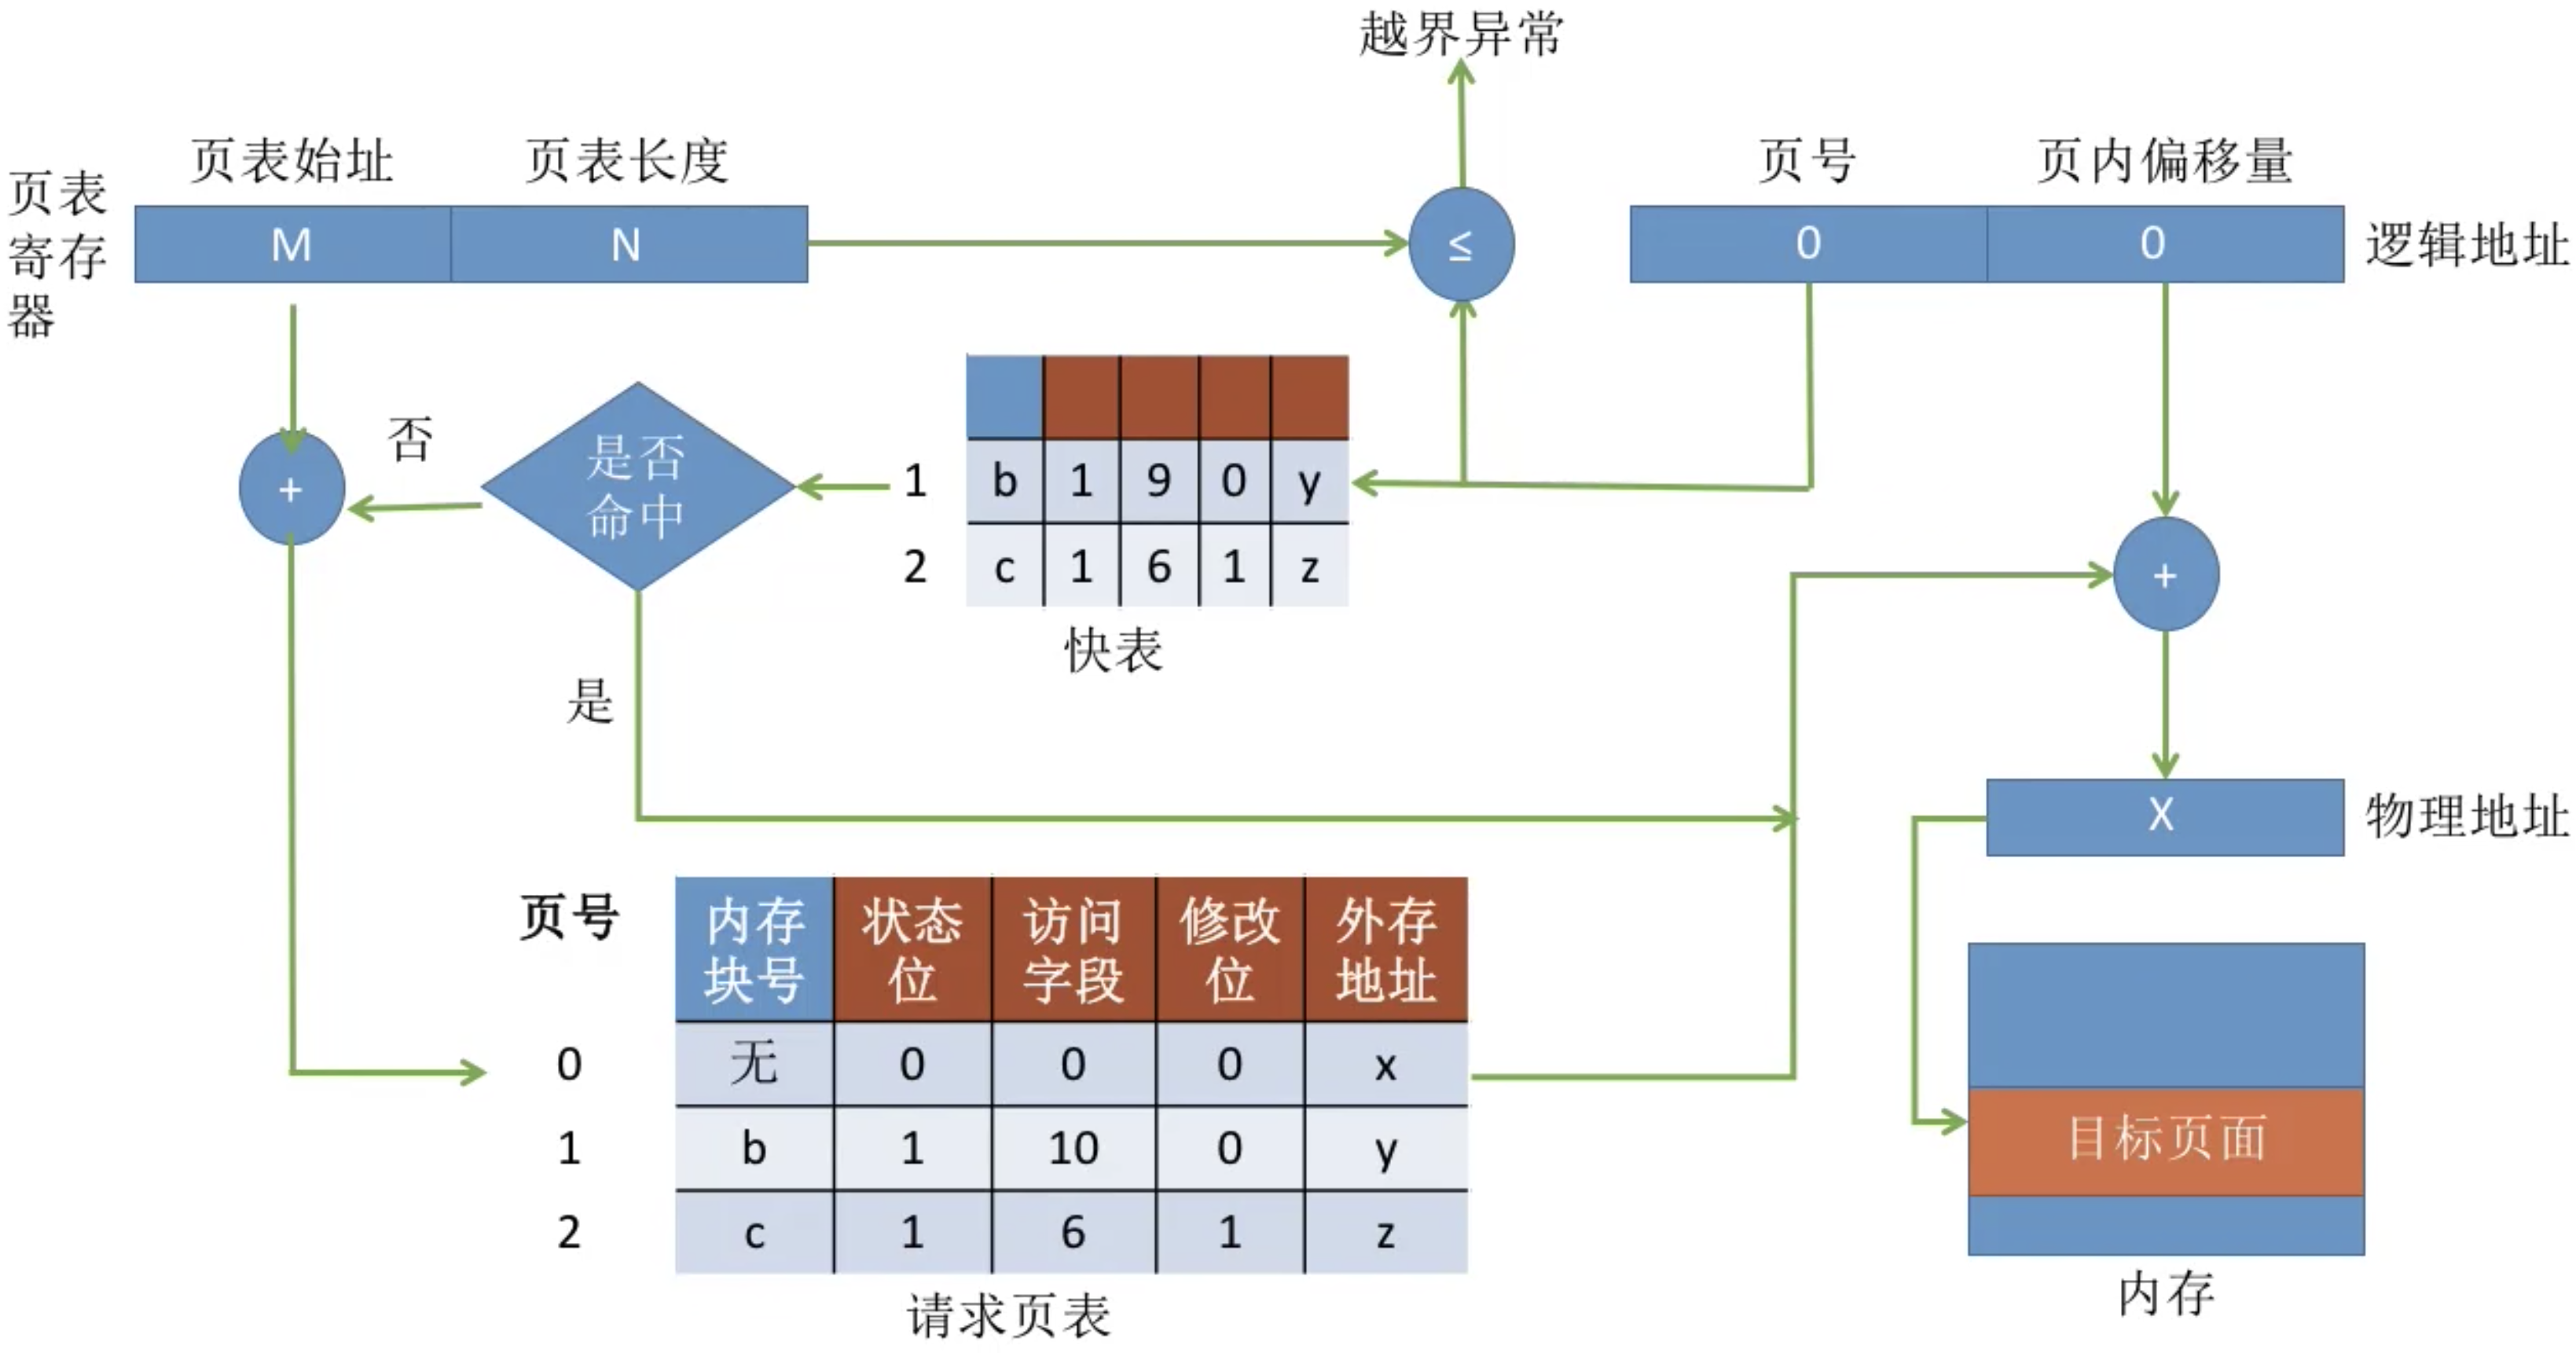 越界异常
页表始址 页表长度 页号 页内偏移量
页表
寄存
器
M N ≤ 0 0 逻辑地址
否
+
是否
命中
1 b 1 9 0 y
2 c 1 6 1 z
快表
+
是
X 物理地址
页号
内存
块号
状态
位
访问
字段
修改
位
外存
地址
0 无 0 0 0 x
1 b 1 10 0 y
2 c 1 6 1 z
请求页表
目标页面
内存